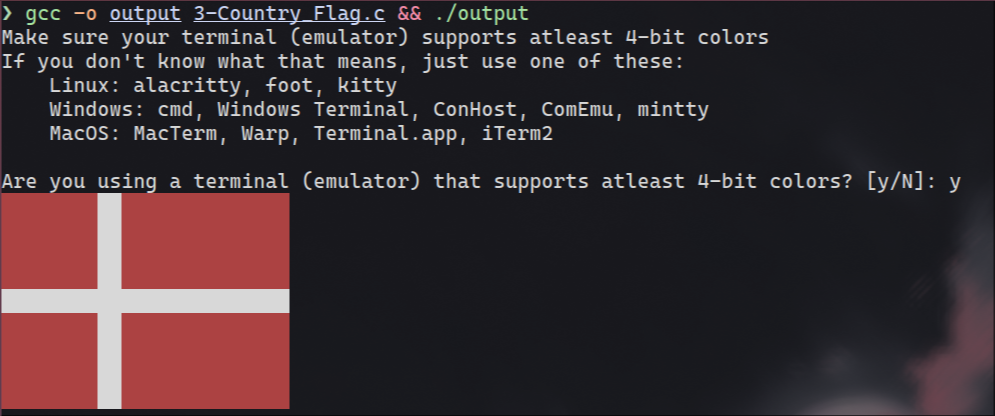 ❯ gcc -o output 3-Country_Flag.c && ./output
Make sure your terminal (emulator) supports atleast 4-bit colors
If you don't know what that means, just use one of these:
    Linux: alacritty, foot, kitty
    Windows: cmd, Windows Terminal, ConHost, ComEmu, mintty
    MacOS: MacTerm, Warp, Terminal.app, iTerm2
Are you using a terminal (emulator) that supports atleast 4-bit colors? [y/N]: y